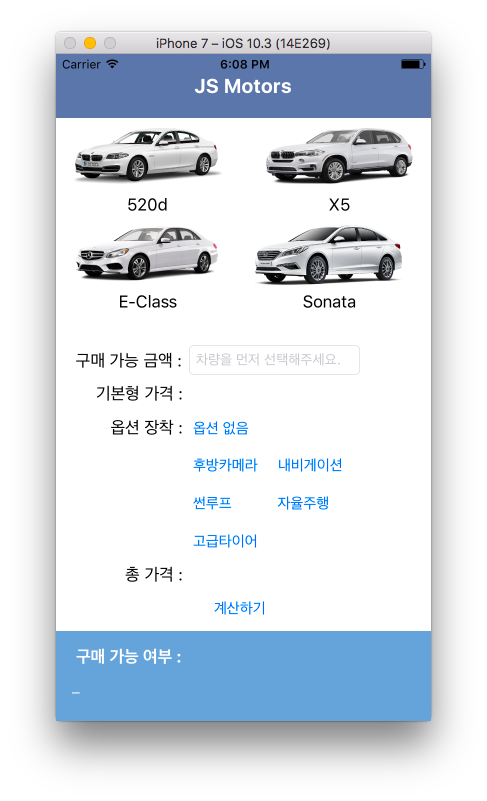 iPhone 7 – iOS 10.3 (14E269)
Carrier 6:08 PM
JS Motors
520d X5
E-Class Sonata
구매 가능 금액 : 차량을 먼저 선택해주세요.
기본형 가격 :
옵션 장착 : 옵션 없음
후방카메라 내비게이션
썬루프 자율주행
고급타이어
총 가격 :
계산하기
구매 가능 여부 :
_